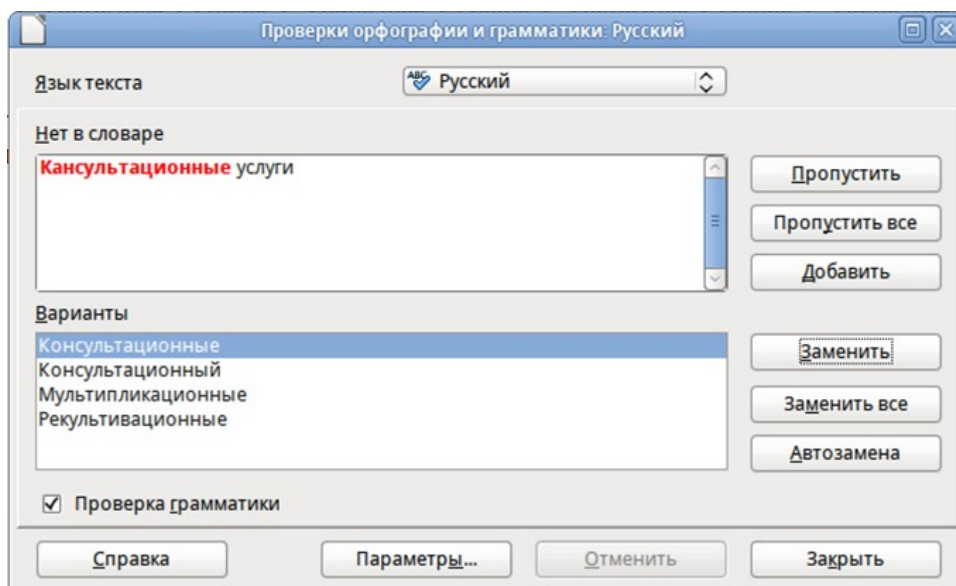 Проверки орфографии и грамматики: Русский
Язык текста
Русский
Нет в словаре
Кансультационные услуги
Пропустить
Пропустить все
Добавить
Варианты
Консультационные
Консультационный
Мультипликационные
Рекультивационные
Заменить
Заменить все
Автозамена
Проверка грамматики
Справка
Параметры...
Отменить
Закрыть